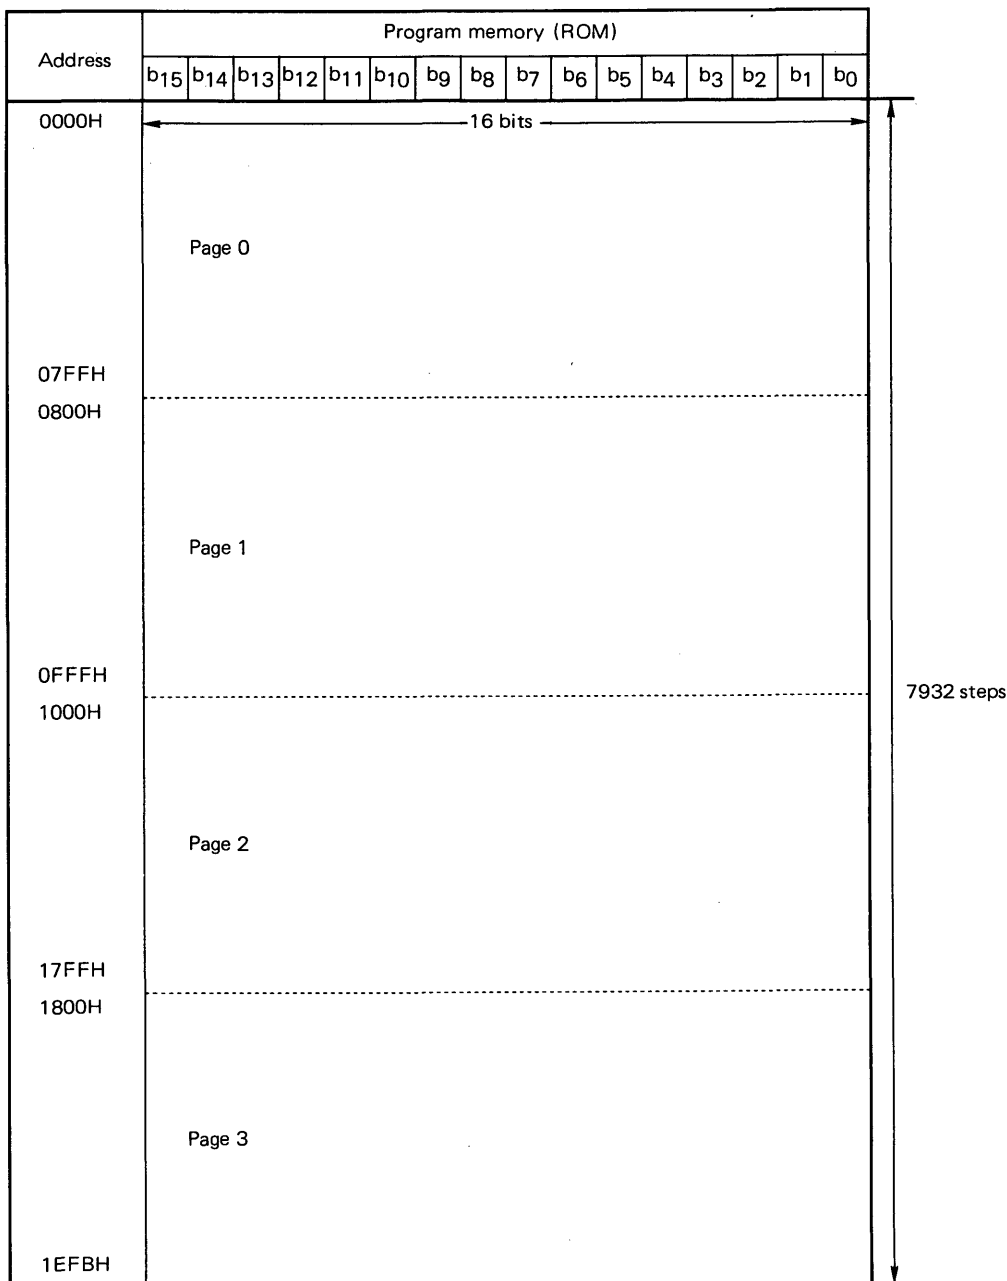 Address
Program memory (ROM)
b15 b14 b13 b12 b11 b10 b9 b8 b7 b6 b5 b4 b3 b2 b1 b0
0000H
16 bits
Page 0
07FFH
0800H
Page 1
0FFFH
1000H
7932 steps
Page 2
17FFH
1800H
Page 3
1EFBH